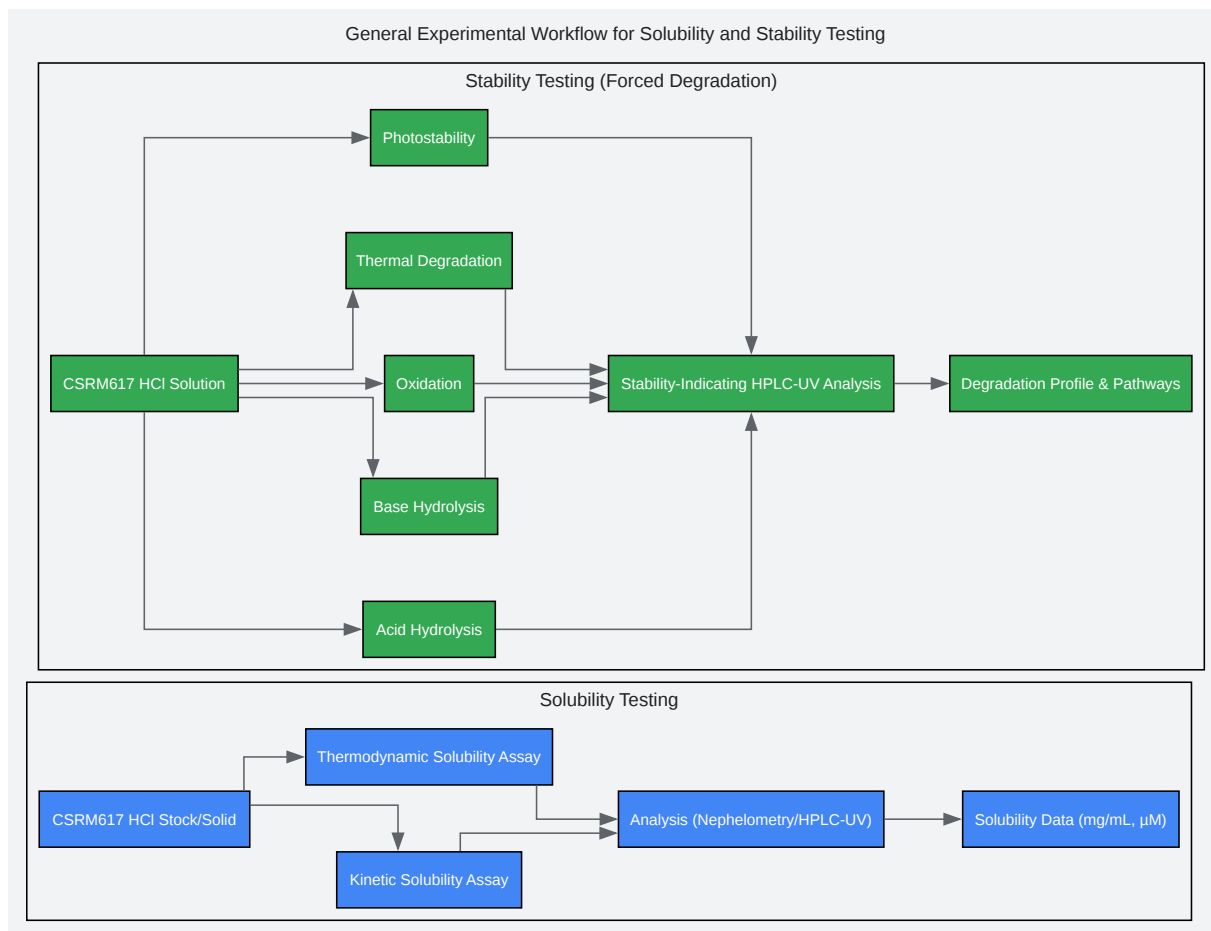 General Experimental Workflow for Solubility and Stability Testing
Stability Testing (Forced Degradation)
Photostability
Thermal Degradation
CSRM617 HCl Solution
Oxidation
Stability-Indicating HPLC-UV Analysis
Degradation Profile & Pathways
Base Hydrolysis
Acid Hydrolysis
Solubility Testing
Thermodynamic Solubility Assay
CSRM617 HCl Stock/Solid
Analysis (Nephelometry/HPLC-UV)
Solubility Data (mg/mL, µM)
Kinetic Solubility Assay